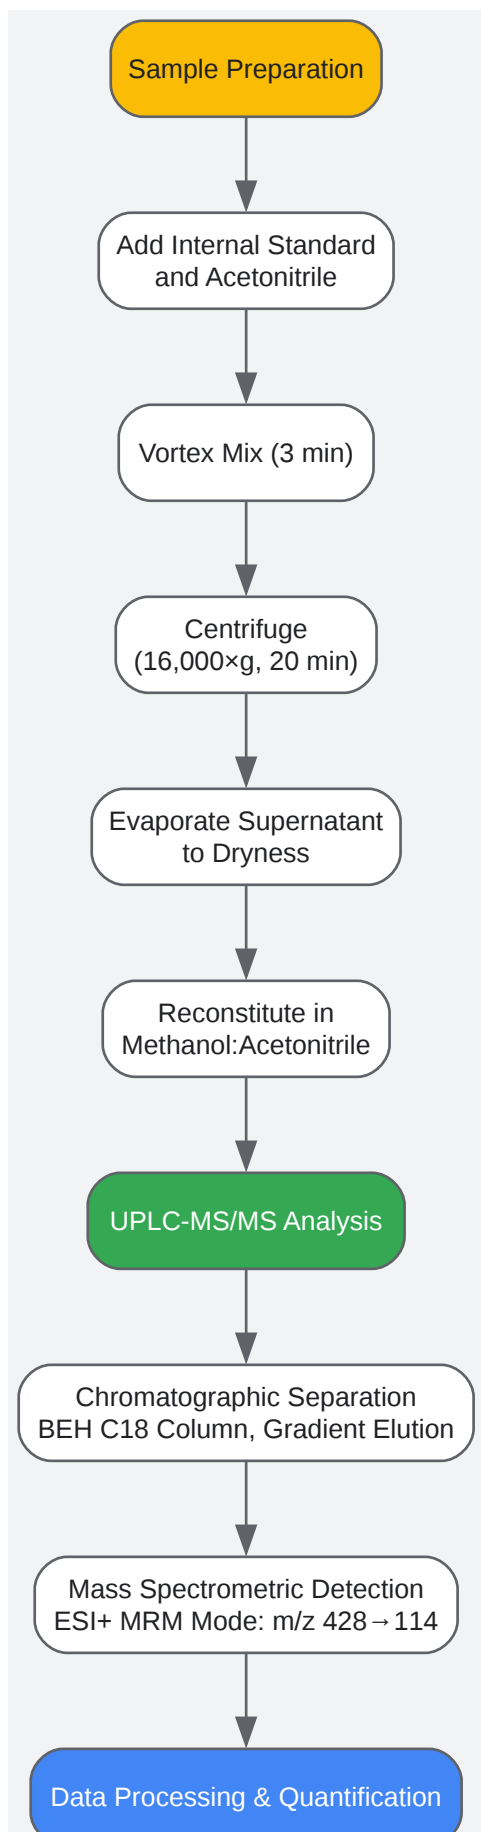 Sample Preparation
Add Internal Standard
and Acetonitrile
Vortex Mix (3 min)
Centrifuge
(16,000×g, 20 min)
Evaporate Supernatant
to Dryness
Reconstitute in
Methanol:Acetonitrile
UPLC-MS/MS Analysis
Chromatographic Separation
BEH C18 Column, Gradient Elution
Mass Spectrometric Detection
ESI+ MRM Mode: m/z 428→114
Data Processing & Quantification